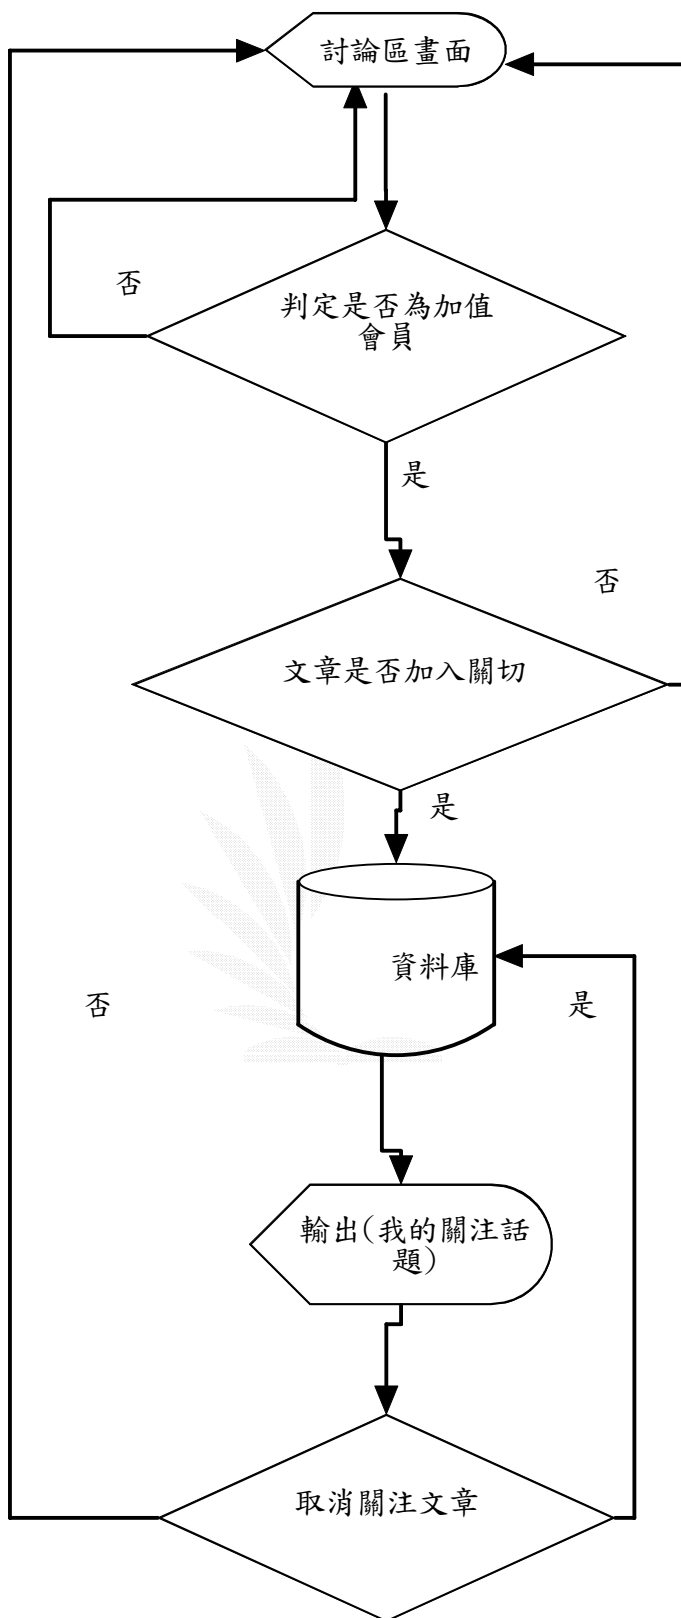 討論區畫面
否
判定是否為加值
會員
是
否
文章是否加入關切
是
資料庫
否
是
輸出(我的關注話
題)
取消關注文章